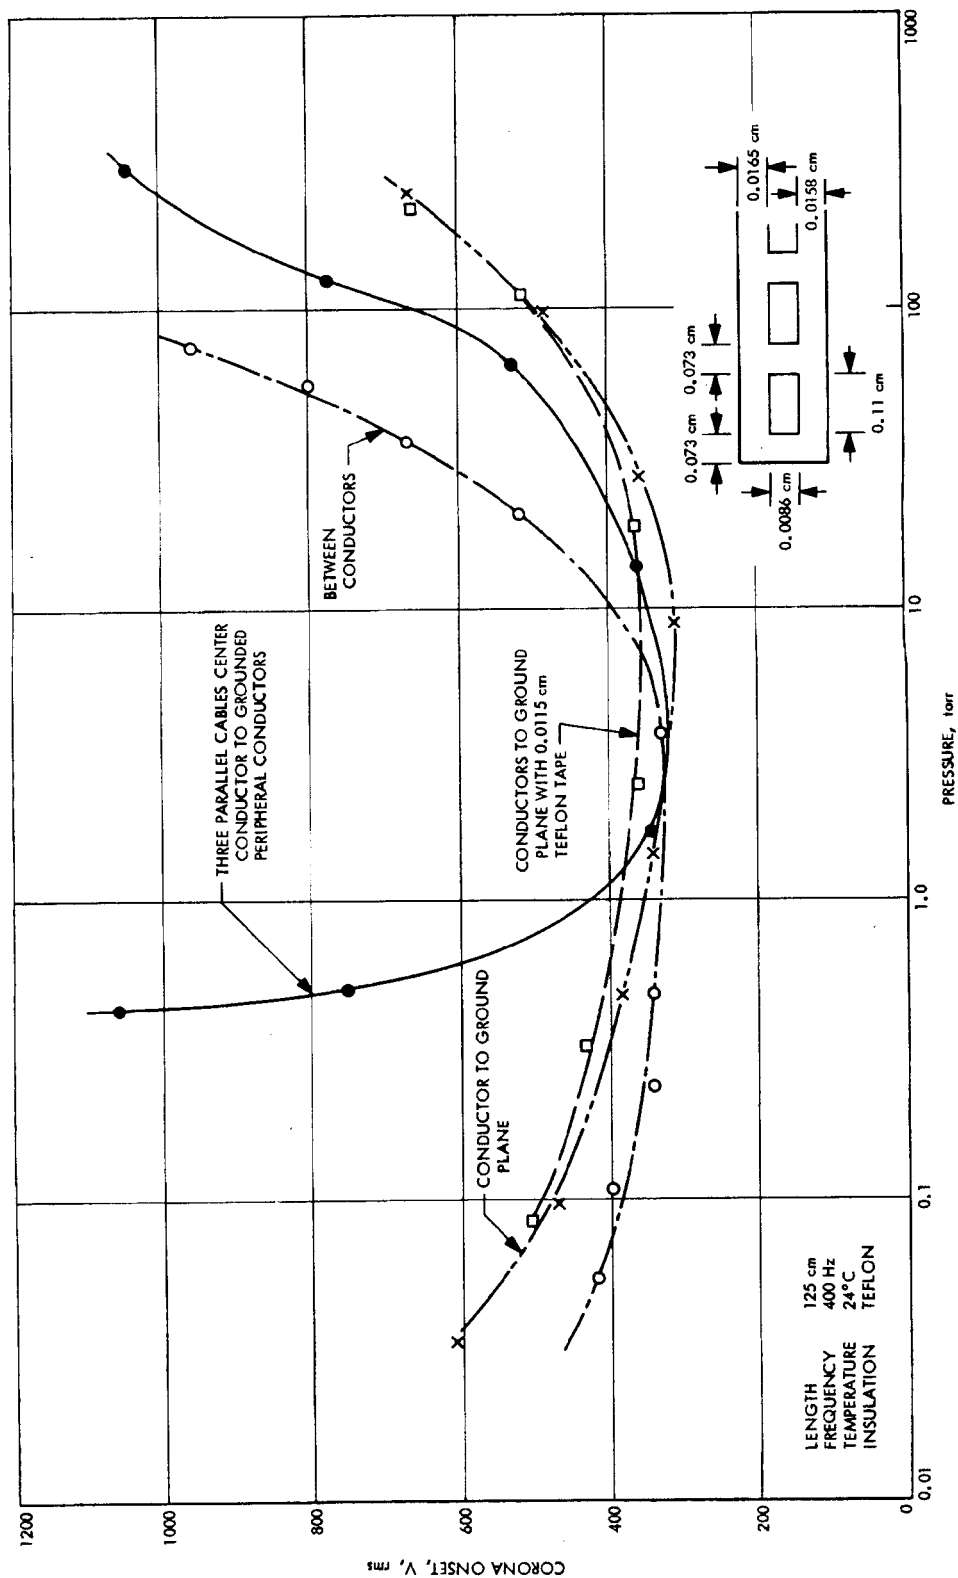 CORONA ONSET, V, rms
1200
1000
800
600
400
200
0
0.01
0.1
1.0
10
100
1000
PRESSURE, torr
THREE PARALLEL CABLES CENTER
CONDUCTOR TO GROUNDED
PERIPHERAL CONDUCTORS
BETWEEN
CONDUCTORS
CONDUCTOR TO GROUND
PLANE
CONDUCTORS TO GROUND
PLANE WITH 0.0115 cm
TEFLON TAPE
LENGTH 125 cm
FREQUENCY 400 Hz
TEMPERATURE 24°C
INSULATION TEFLON
0.073 cm
0.073 cm
0.0165 cm
0.0086 cm
0.11 cm
0.0158 cm